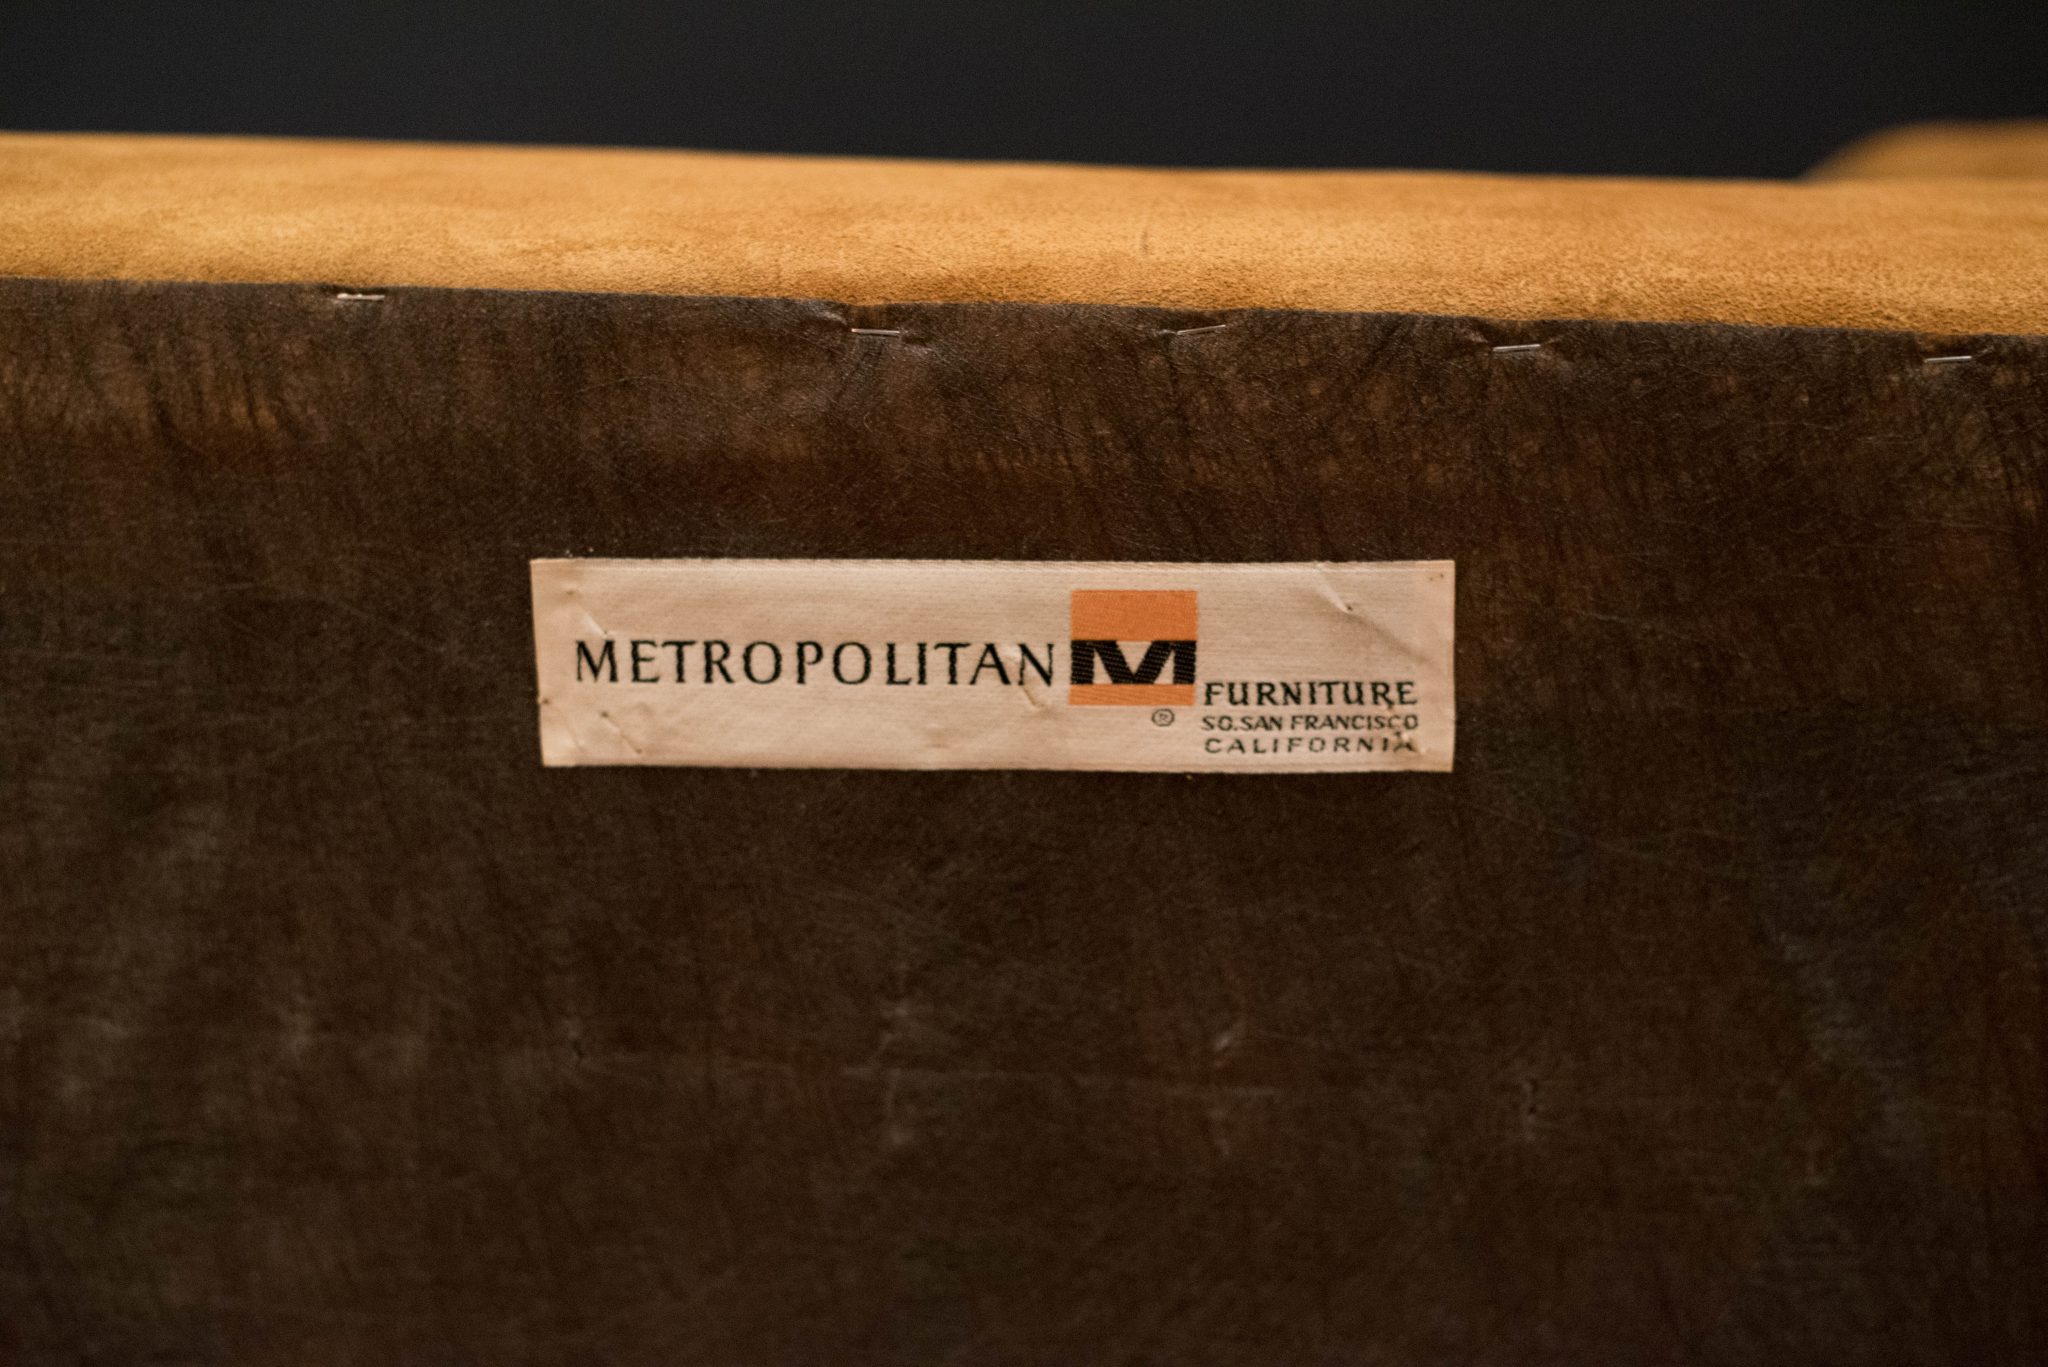 METROPOLITAN M
®
FURNITURE
SO. SAN FRANCISCO
CALIFORNIA